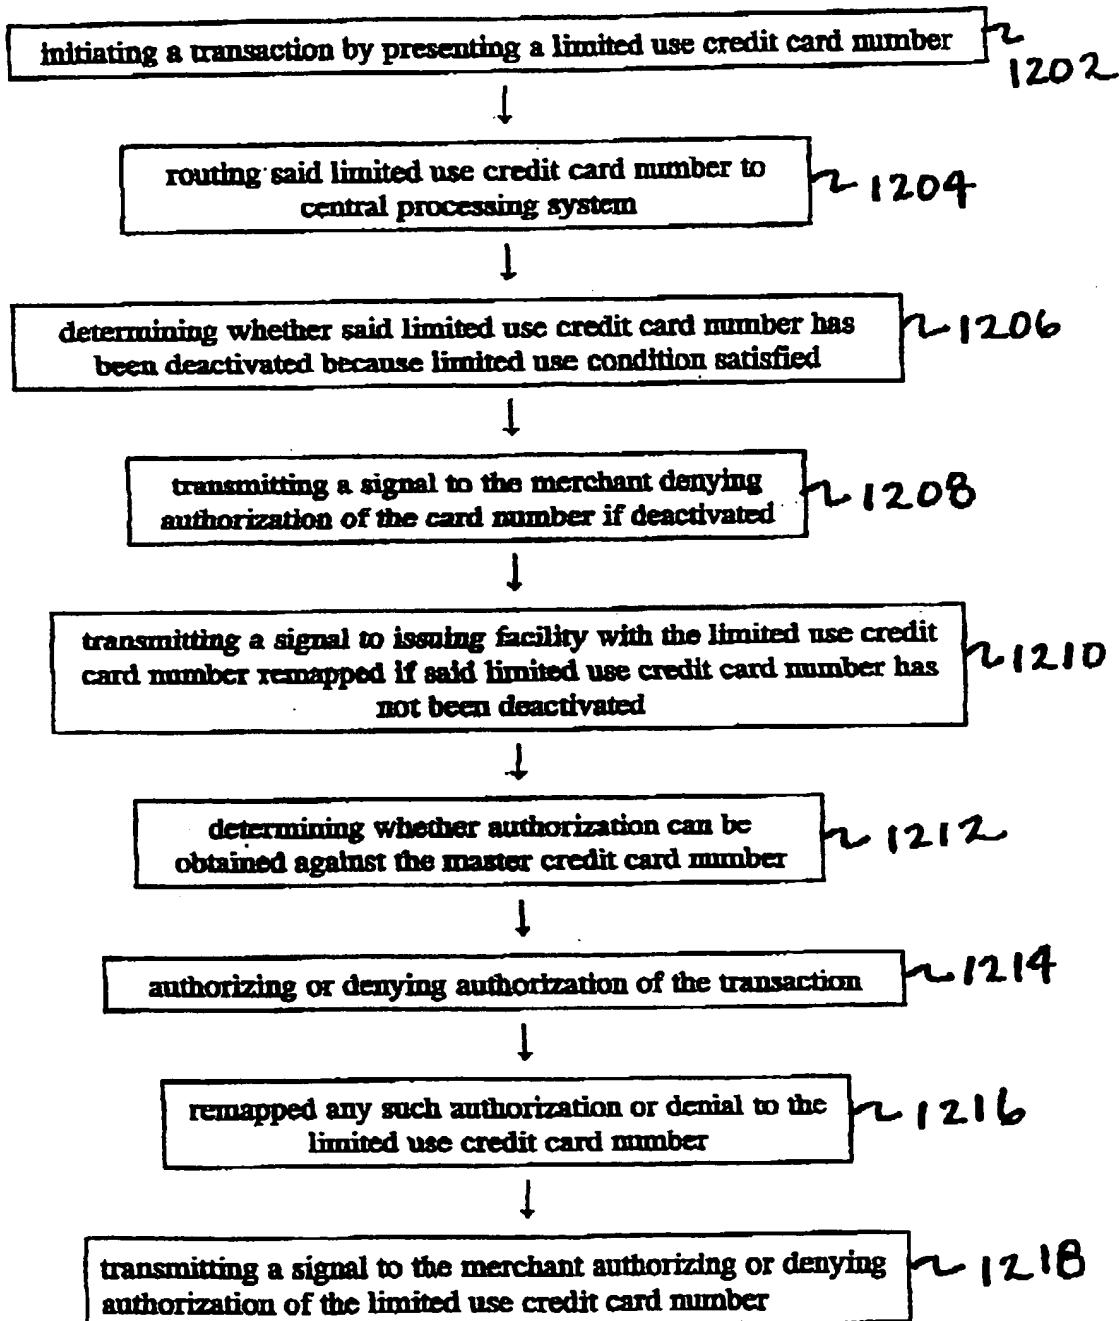 initiating a transaction by presenting a limited use credit card number
1202
routing said limited use credit card number to
central processing system
1204
determining whether said limited use credit card number has
been deactivated because limited use condition satisfied
1206
transmitting a signal to the merchant denying
authorization of the card number if deactivated
1208
transmitting a signal to issuing facility with the limited use credit
card number remapped if said limited use credit card number has
not been deactivated
1210
determining whether authorization can be
obtained against the master credit card number
1212
authorizing or denying authorization of the transaction
1214
remapped any such authorization or denial to the
limited use credit card number
1216
transmitting a signal to the merchant authorizing or denying
authorization of the limited use credit card number
1218